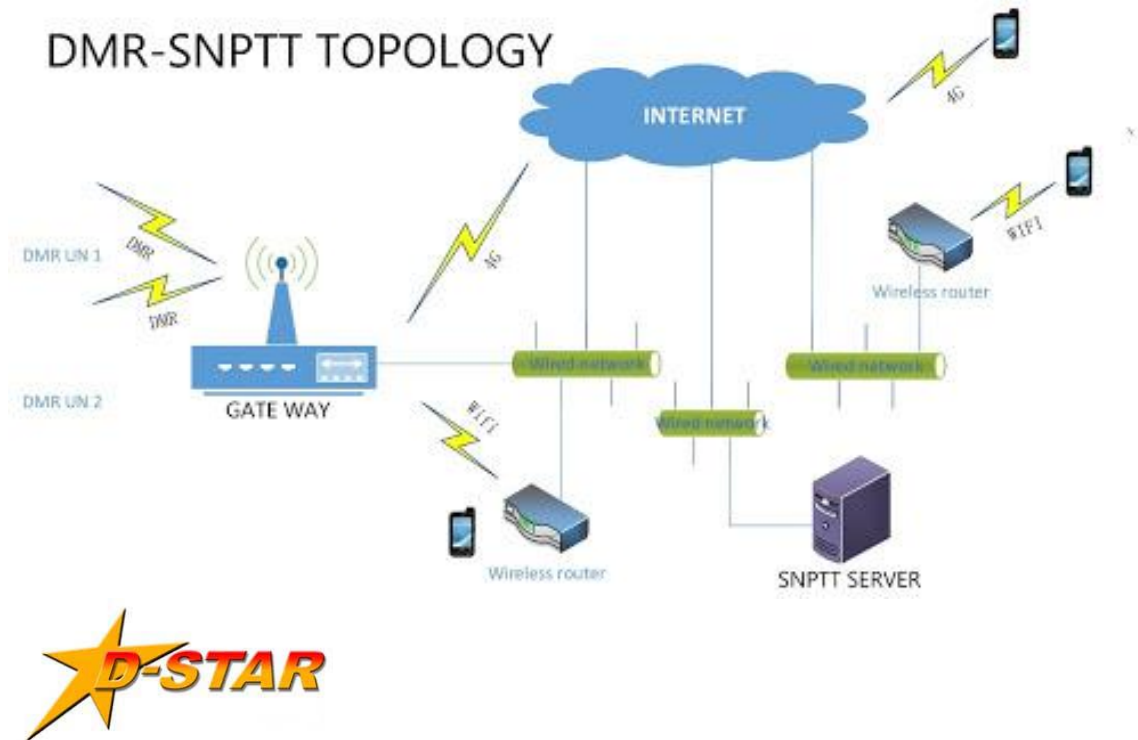 DMR-SNPTT TOPOLOGY
INTERNET
4G
WIFI
DMR UN 1
DMR
DMR
4G
Wireless router
Wired network
Wired network
DMR UN 2
GATE WAY
Wifi
Wired network
Wireless router
SNPTT SERVER
D-STAR